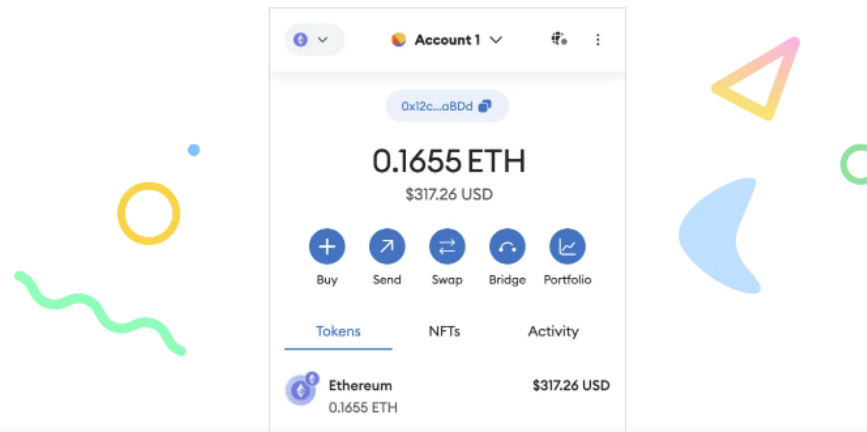 Account 1
0x12c...aBDd
0.1655 ETH
$317.26 USD
Buy Send Swap Bridge Portfolio
Tokens NFTs Activity
Ethereum $317.26 USD
0.1655 ETH